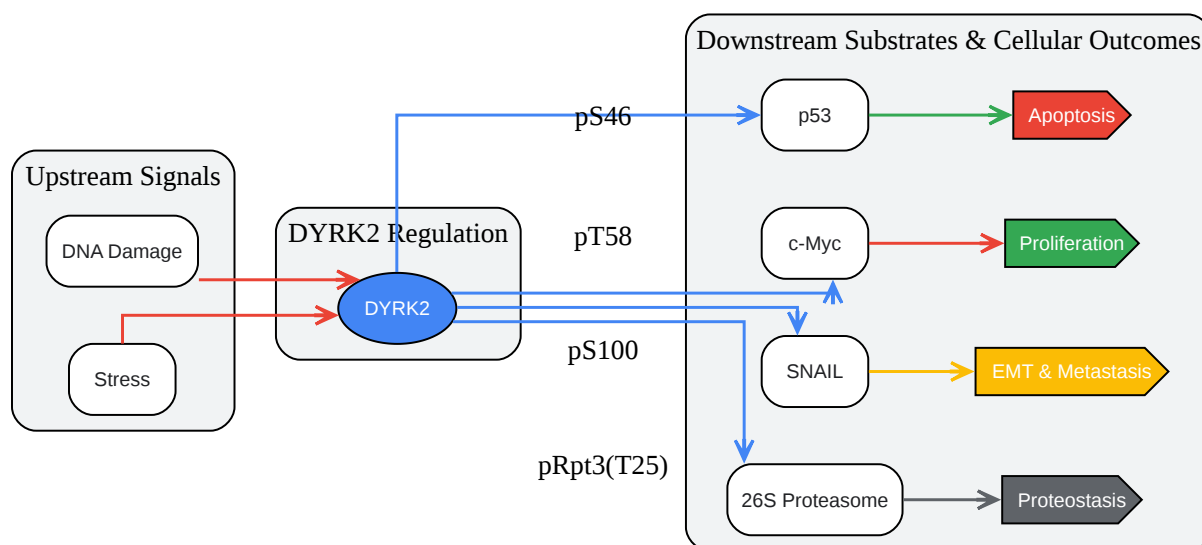 Upstream Signals
DNA Damage
Stress
DYRK2 Regulation
DYRK2
pS46
pT58
pS100
pRpt3(T25)
Downstream Substrates & Cellular Outcomes
p53
Apoptosis
c-Myc
Proliferation
SNAIL
EMT & Metastasis
26S Proteasome
Proteostasis